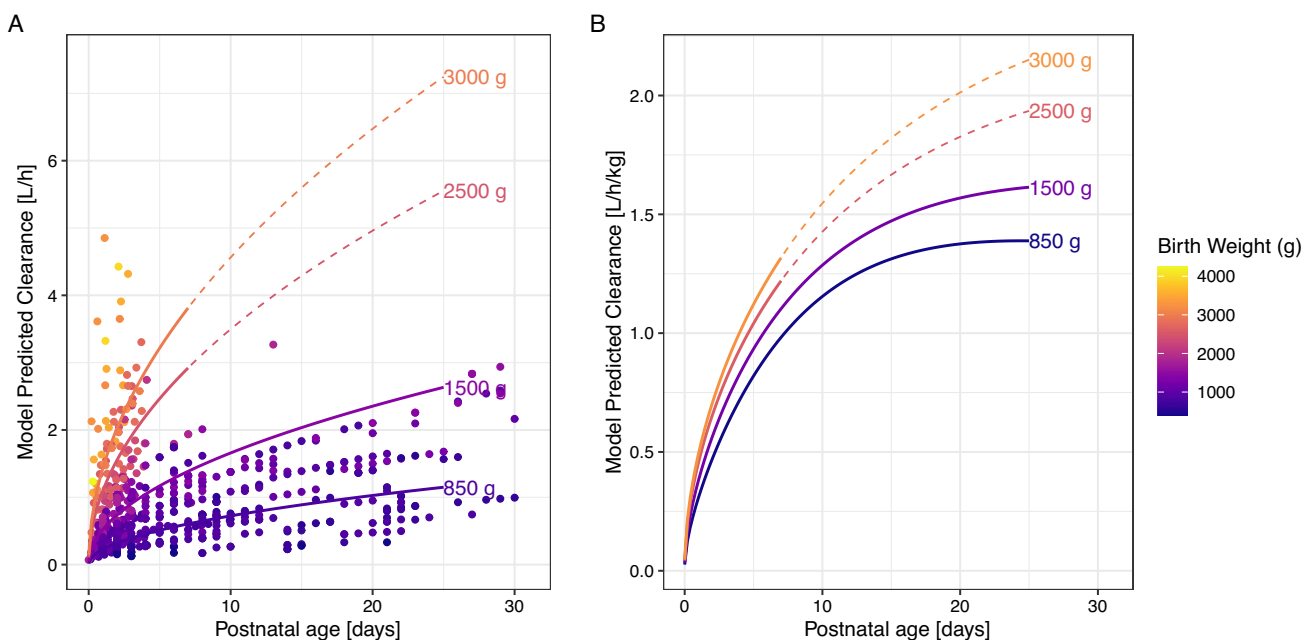 A
Model Predicted Clearance [L/h]
6
4
2
0
3000 g
2500 g
1500 g
850 g
0
10
20
30
Postnatal age [days]
B
Model Predicted Clearance [L/h/kg]
2.0
1.5
1.0
0.5
0.0
3000 g
2500 g
1500 g
850 g
0
10
20
30
Postnatal age [days]
Birth Weight (g)
4000
3000
2000
1000